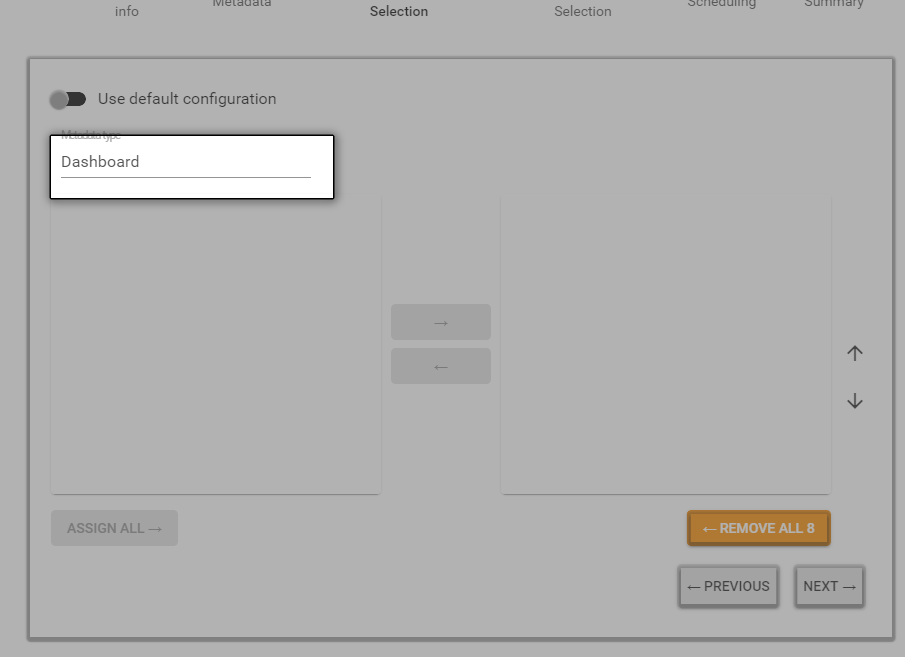 info
Metadata
Selection
Selection
Scheduling
Summary
Use default configuration
Metadata type
Dashboard
→
←
↑
↓
ASSIGN ALL →
← REMOVE ALL 8
← PREVIOUS
NEXT →